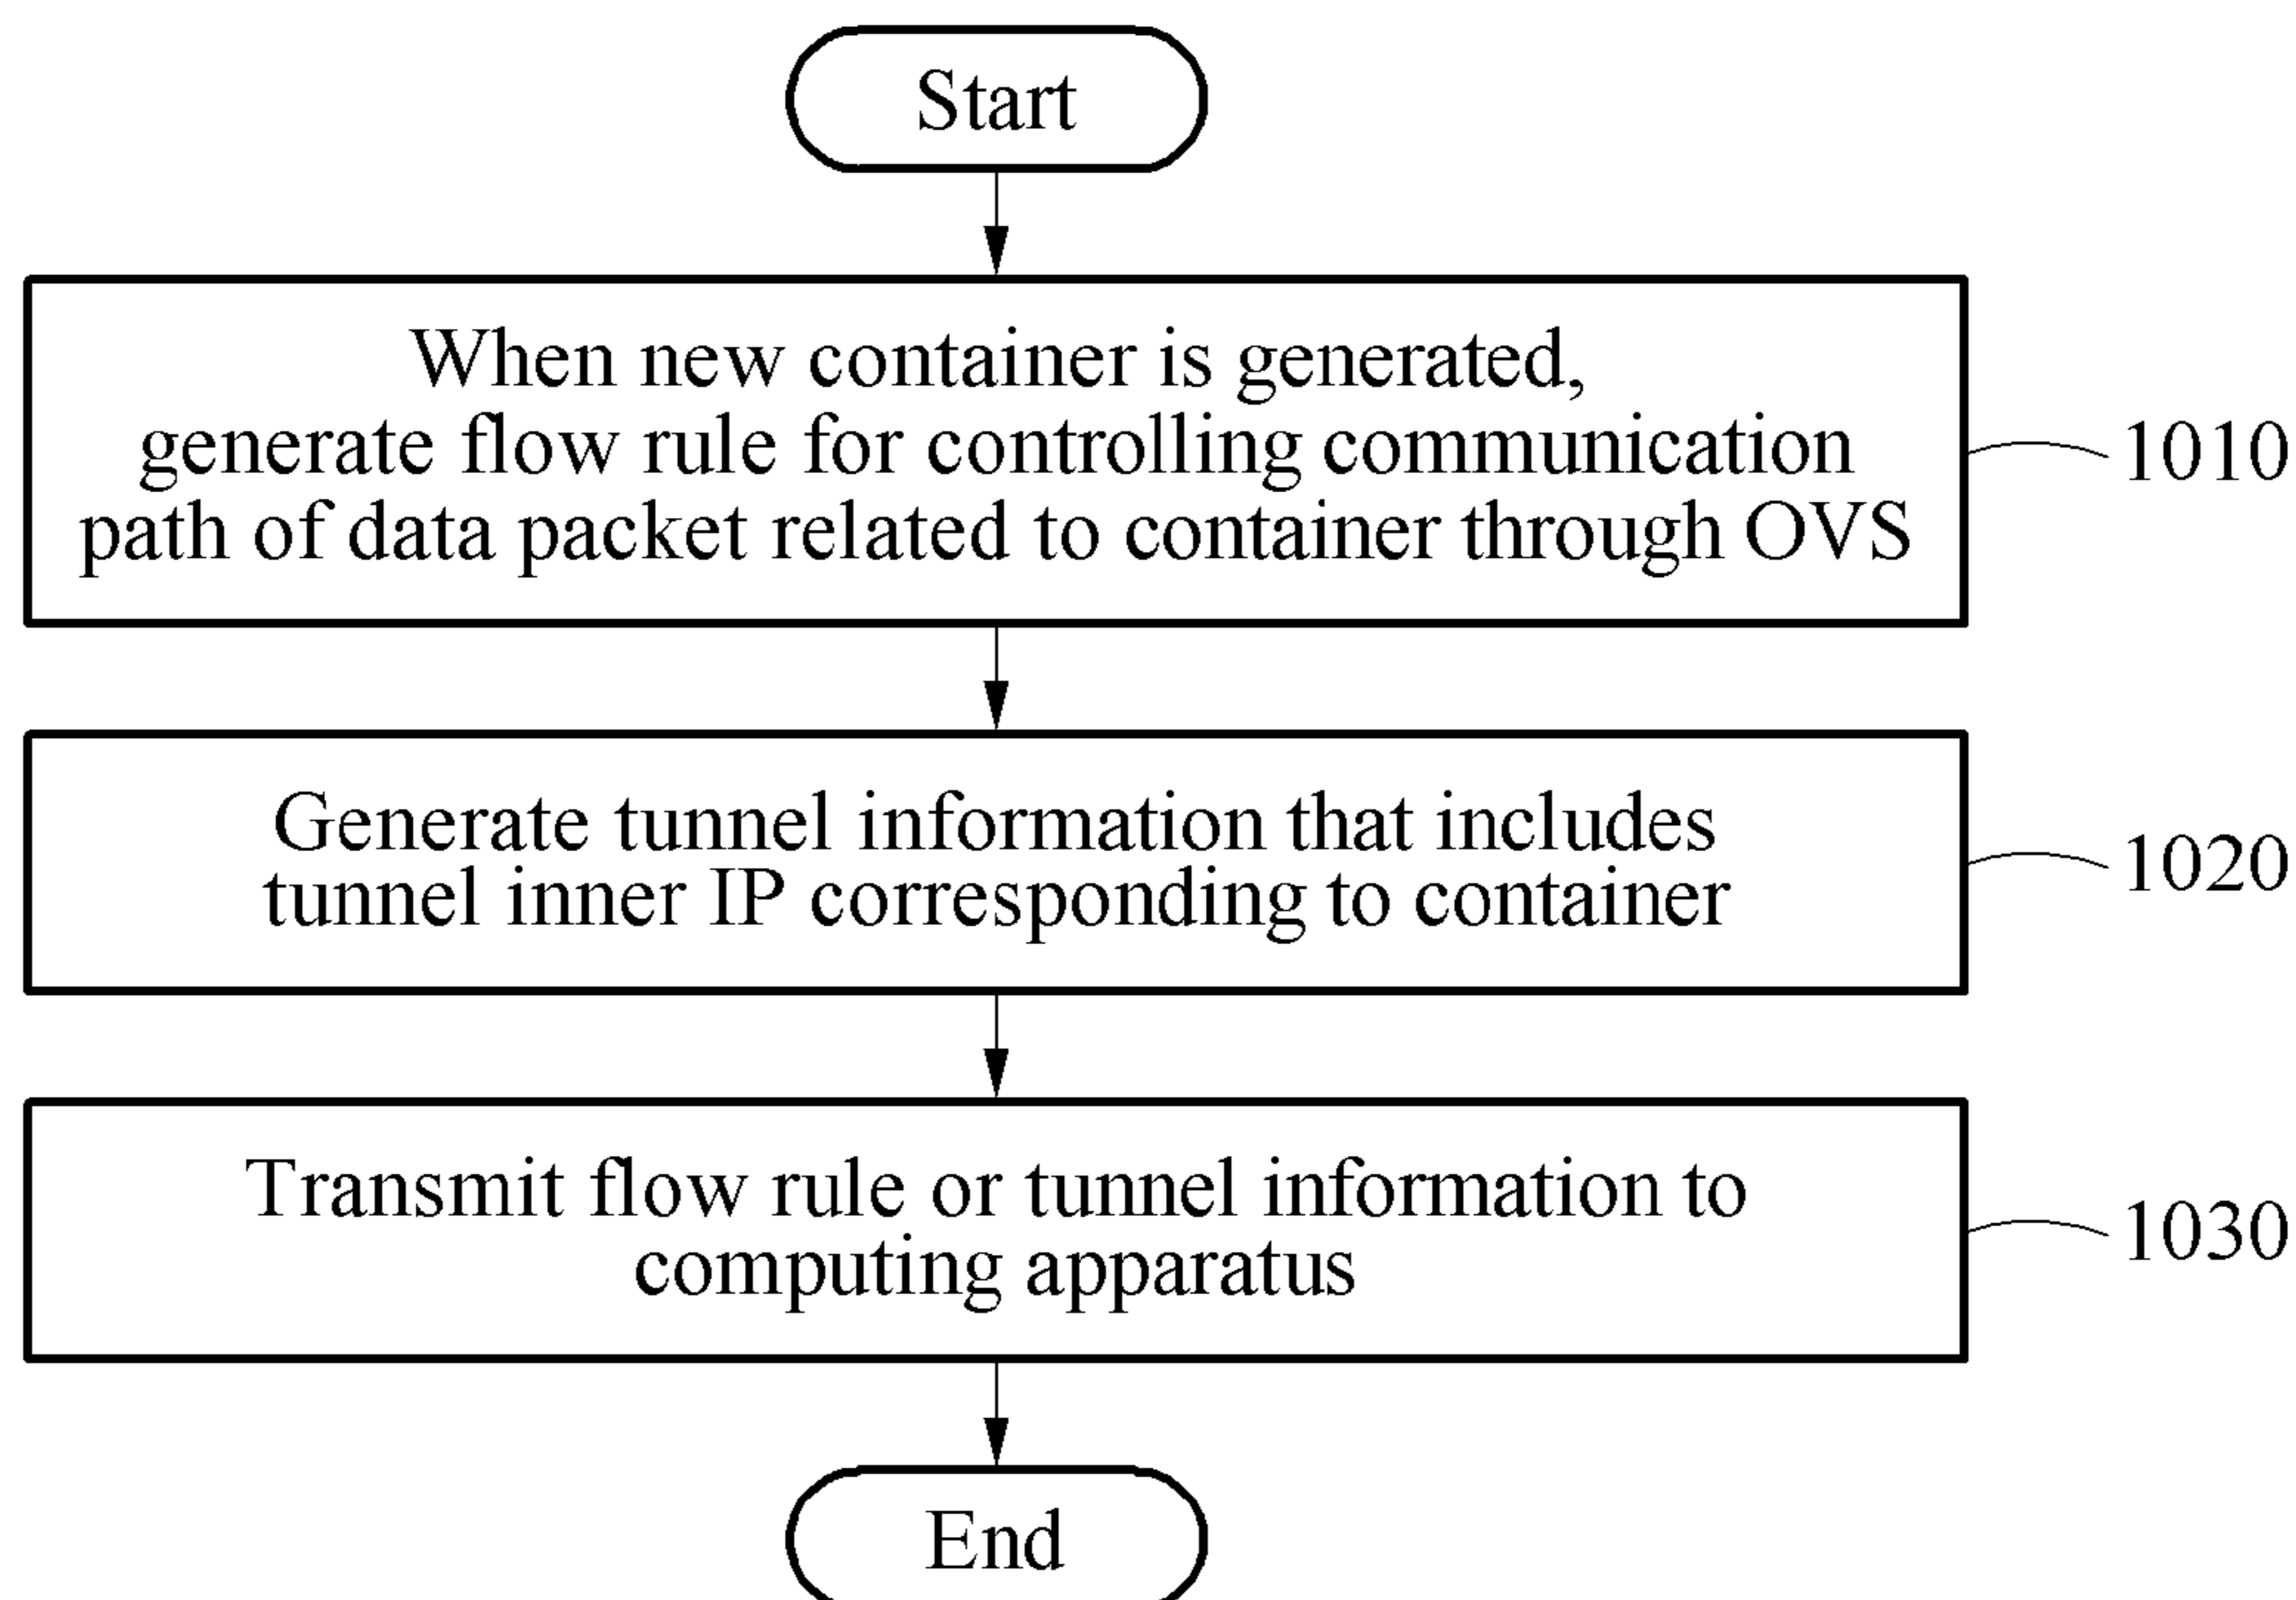 Start
When new container is generated,
generate flow rule for controlling communication
path of data packet related to container through OVS
1010
Generate tunnel information that includes
tunnel inner IP corresponding to container
1020
Transmit flow rule or tunnel information to
computing apparatus
1030
End